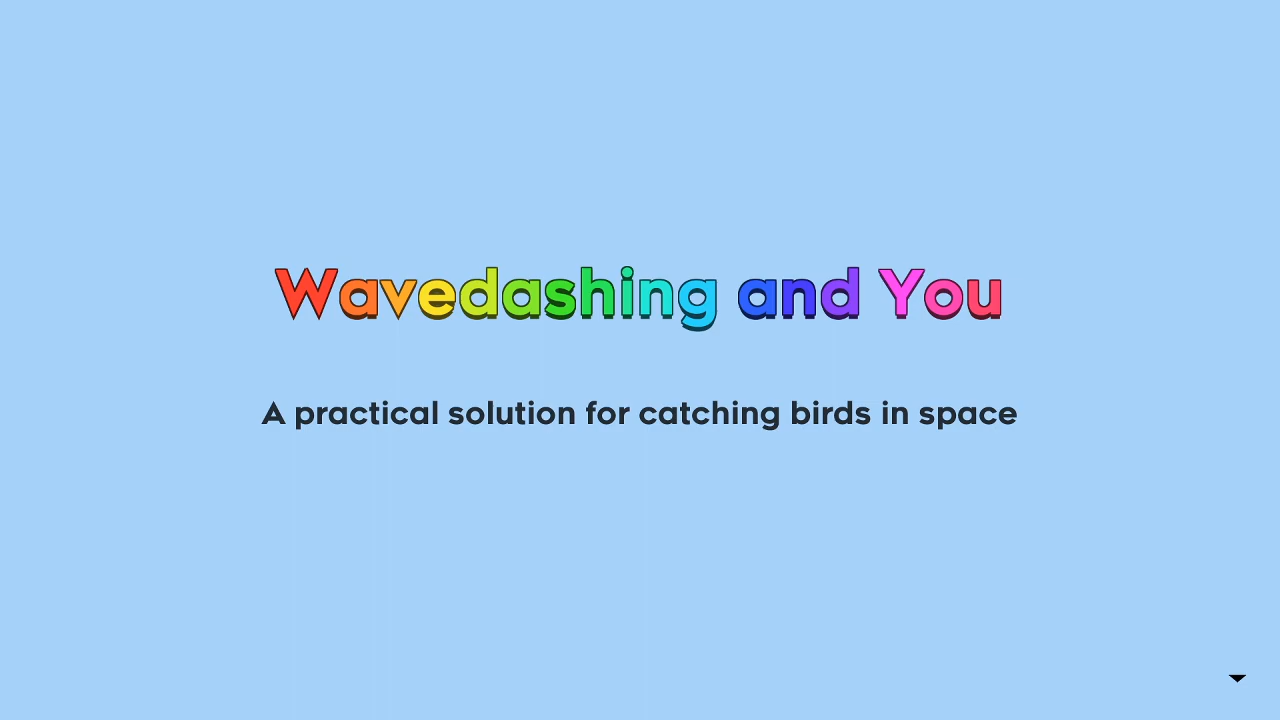 Wavedashing and You
A practical solution for catching birds in space